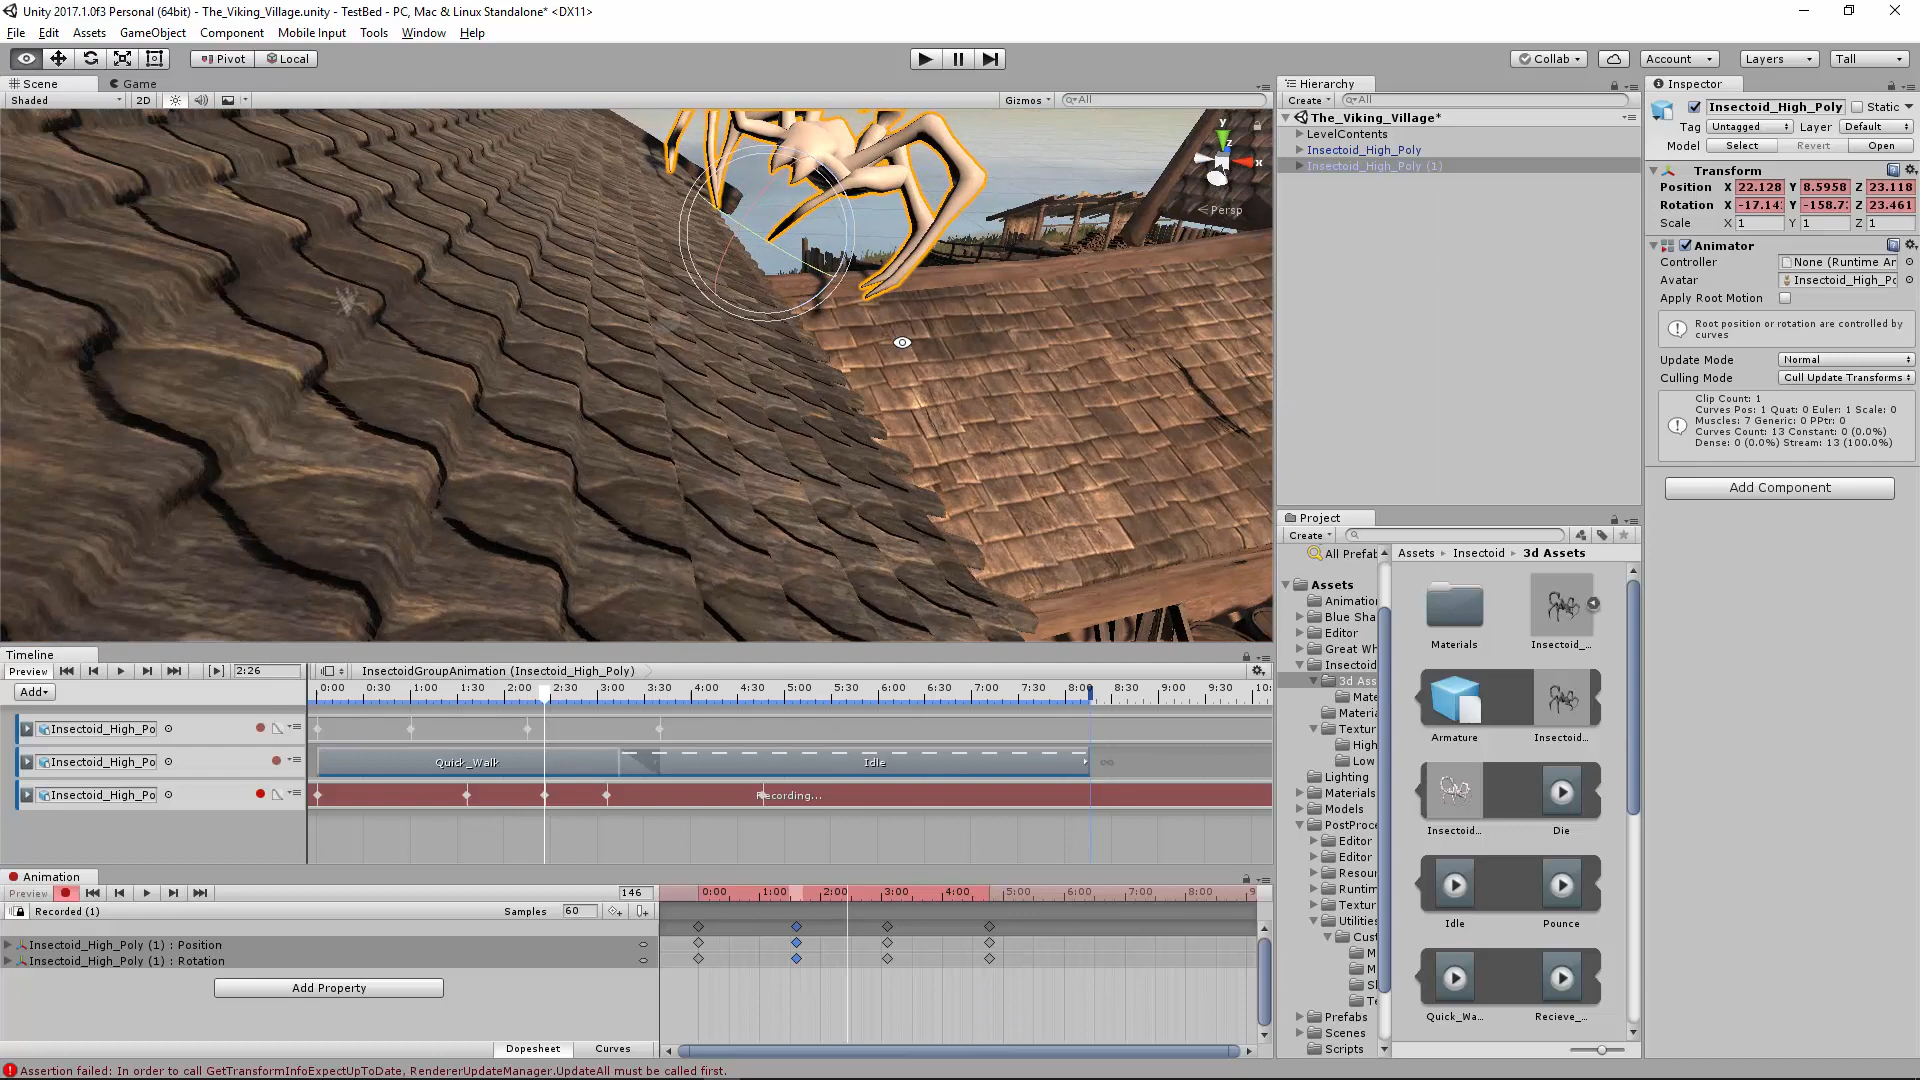 Unity 2017.1.0f3 Personal (64bit) - The_Viking_Village.unity - TestBed - PC, Mac & Linux Standalone* <DX11>
File Edit Assets GameObject Component Mobile Input Tools Window Help
Pivot Local Collab Account Layers Tall
Scene Game
Shaded 2D Gizmos All
y z x
Persp
Hierarchy
Create All
The_Viking_Village*
LevelContents
Insectoid_High_Poly
Insectoid_High_Poly (1)
Inspector
Insectoid_High_Poly Static
Tag Untagged Layer Default
Model Select Revert Open
Transform
Position X 22.128 Y 8.5958 Z 23.118
Rotation X -17.14 Y -158.7 Z 23.461
Scale X 1 Y 1 Z 1
Animator
Controller None (Runtime Ar
Avatar Insectoid_High_Po
Apply Root Motion
Root position or rotation are controlled by
curves
Update Mode Normal
Culling Mode Cull Update Transforms
Clip Count: 1
Curves Pos: 1 Quat: 0 Euler: 1 Scale: 0
Muscles: 7 Generic: 0 PPtr: 0
Curves Count: 13 Constant: 0 (0.0%)
Dense: 0 (0.0%) Stream: 13 (100.0%)
Add Component
Project
Create
All Prefab
Assets
Animation
Blue Sha
Editor
Great Wh
Insectoid
3d Ass
Mate
Materia
Texture
High
Low
Lighting
Materials
Models
PostProce
Editor
Editor
Resour
Runtim
Textur
Utilities
Cust
M
M
Sl
Te
Prefabs
Scenes
Scripts
Assets Insectoid 3d Assets
Materials Insectoid_...
Armature Insectoid...
Insectoid... Die
Idle Pounce
Quick_Wa... Recieve_...
Timeline
Preview 2:26 InsectoidGroupAnimation (Insectoid_High_Poly)
Add 0:00 0:30 1:00 1:30 2:00 2:30 3:00 3:30 4:00 4:30 5:00 5:30 6:00 6:30 7:00 7:30 8:00 8:30 9:00 9:30 10:
Insectoid_High_Po
Insectoid_High_Po Quick_Walk Idle
Insectoid_High_Po Recording...
Animation
Preview 146 0:00 1:00 2:00 3:00 4:00 5:00 6:00 7:00 8:00 9
Recorded (1) Samples 60
Insectoid_High_Poly (1) : Position
Insectoid_High_Poly (1) : Rotation
Add Property
Dopesheet Curves
Assertion failed: In order to call GetTransformInfoExpectUpToDate, RendererUpdateManager.UpdateAll must be called first.